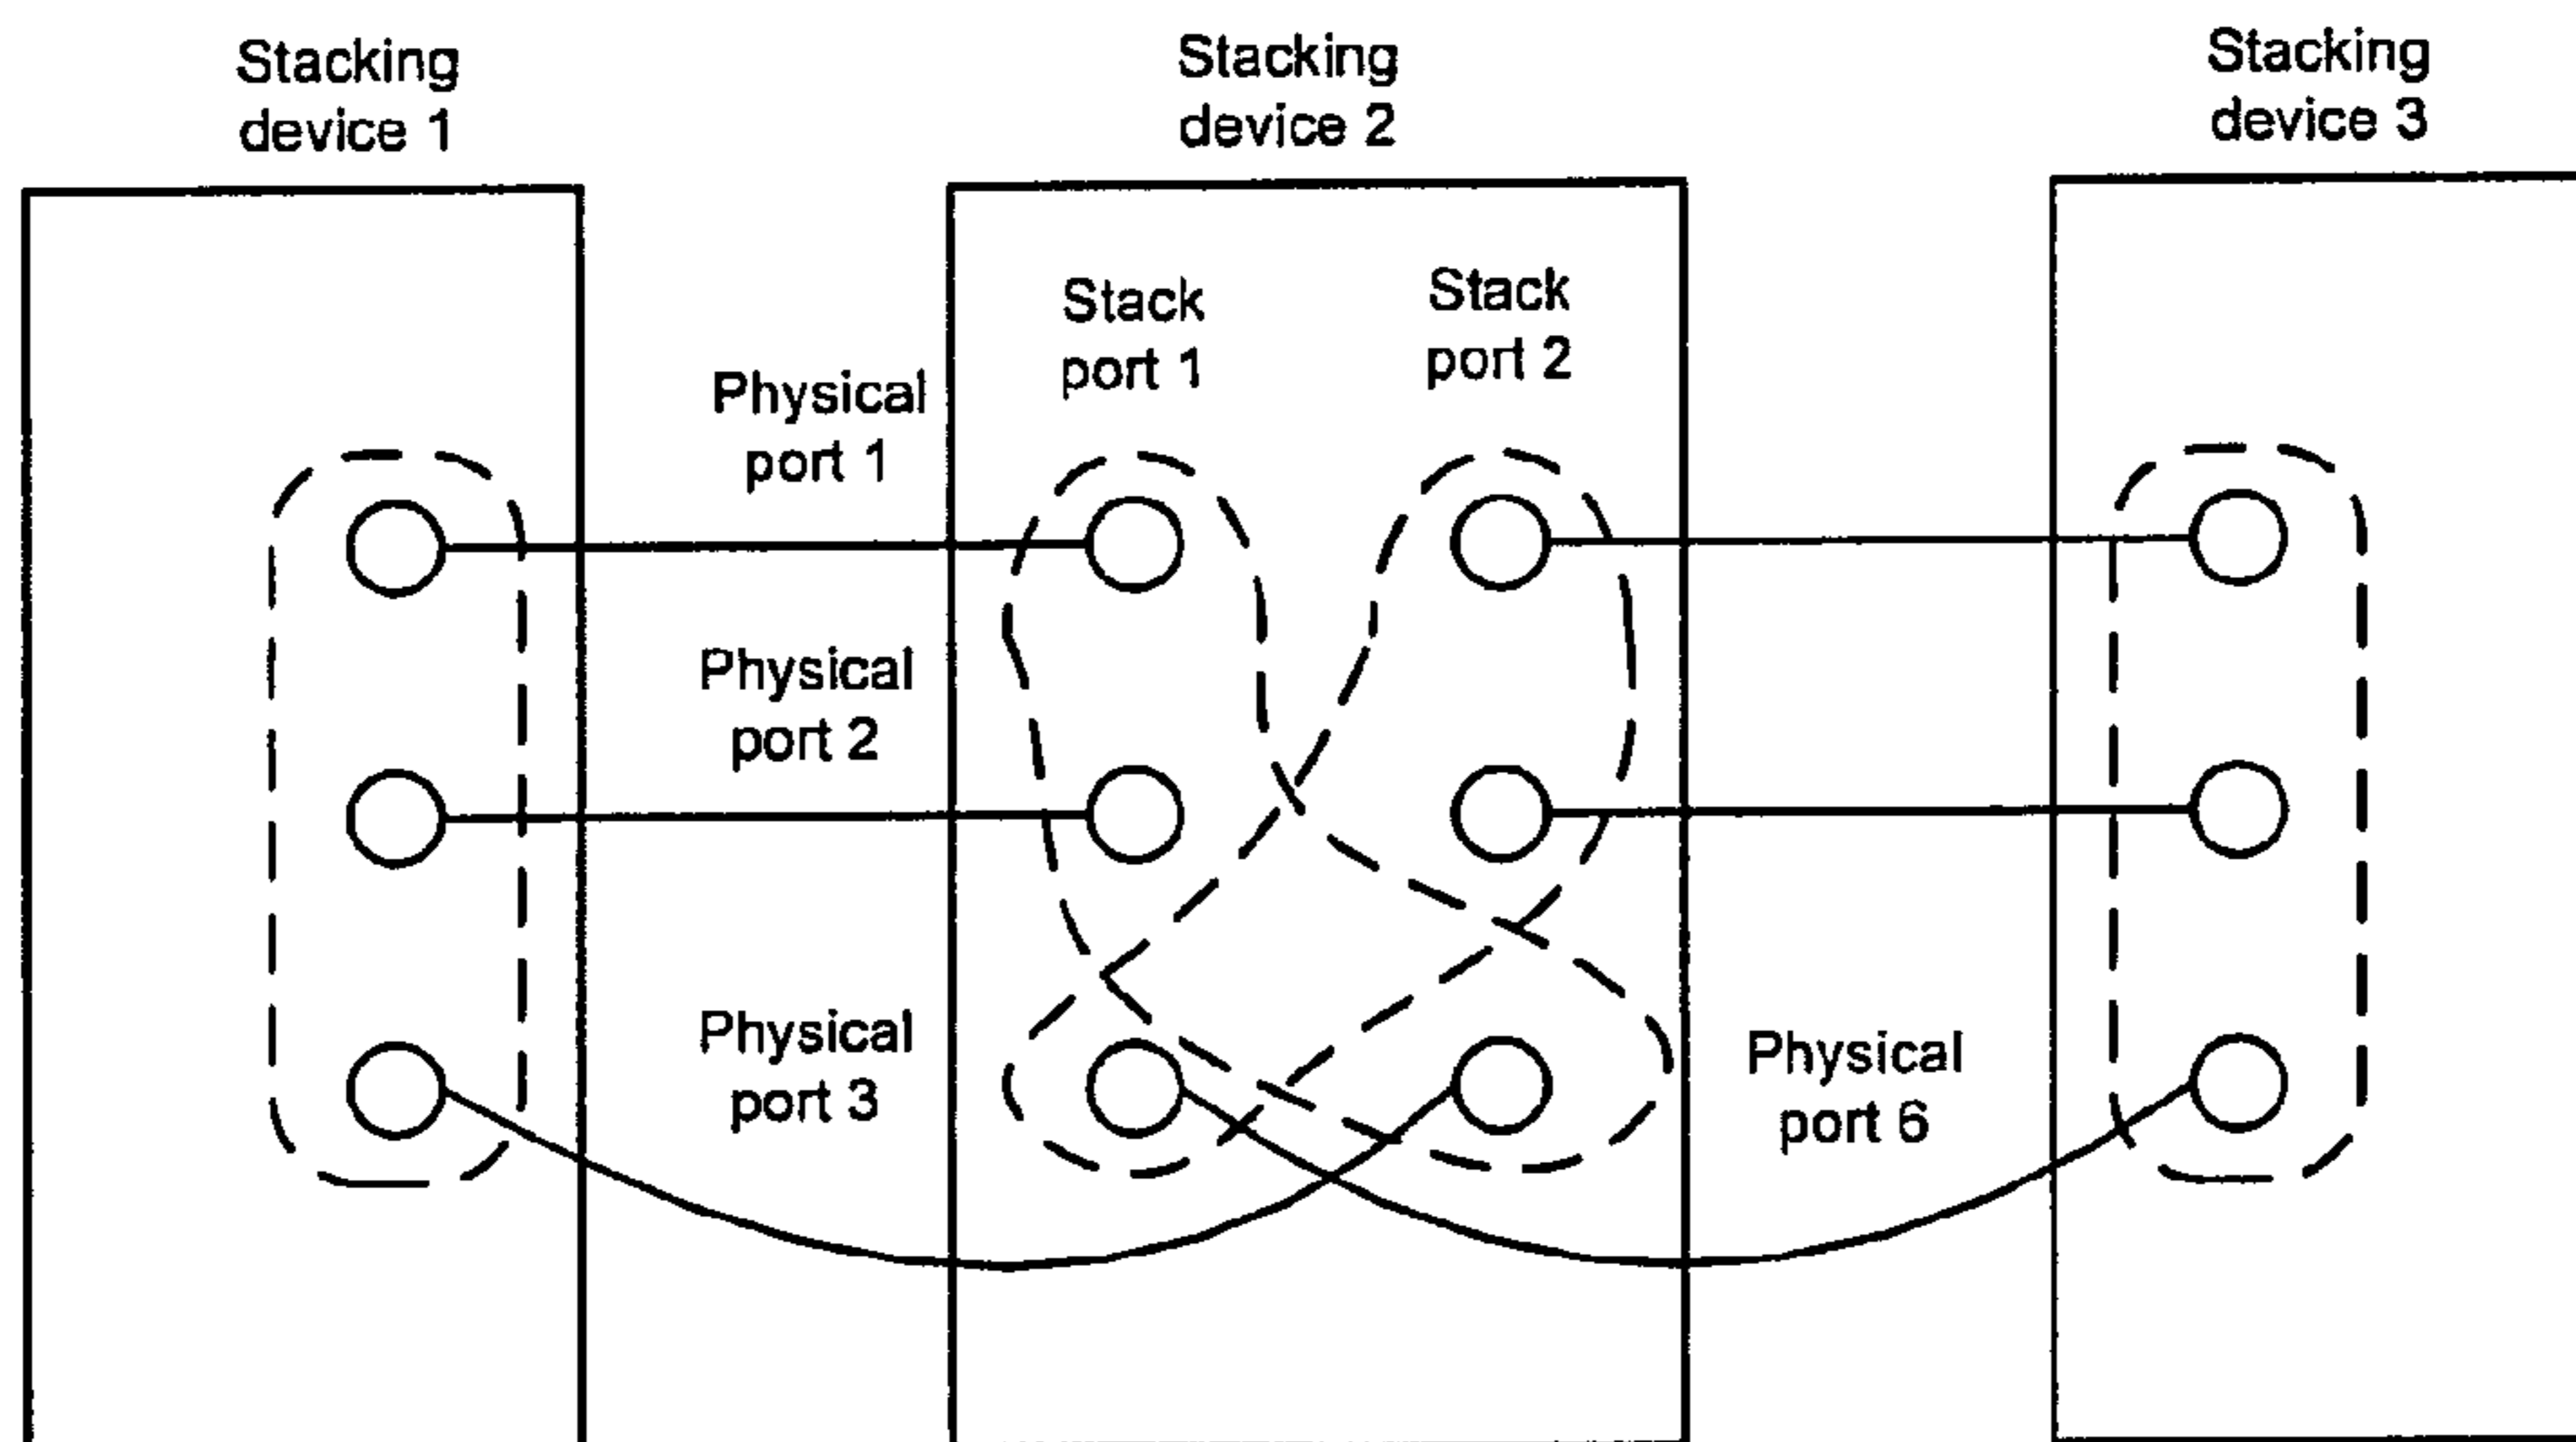 Stacking
device 1
Stacking
device 2
Stacking
device 3
Stack
port 1
Stack
port 2
Physical
port 1
Physical
port 2
Physical
port 3
Physical
port 6